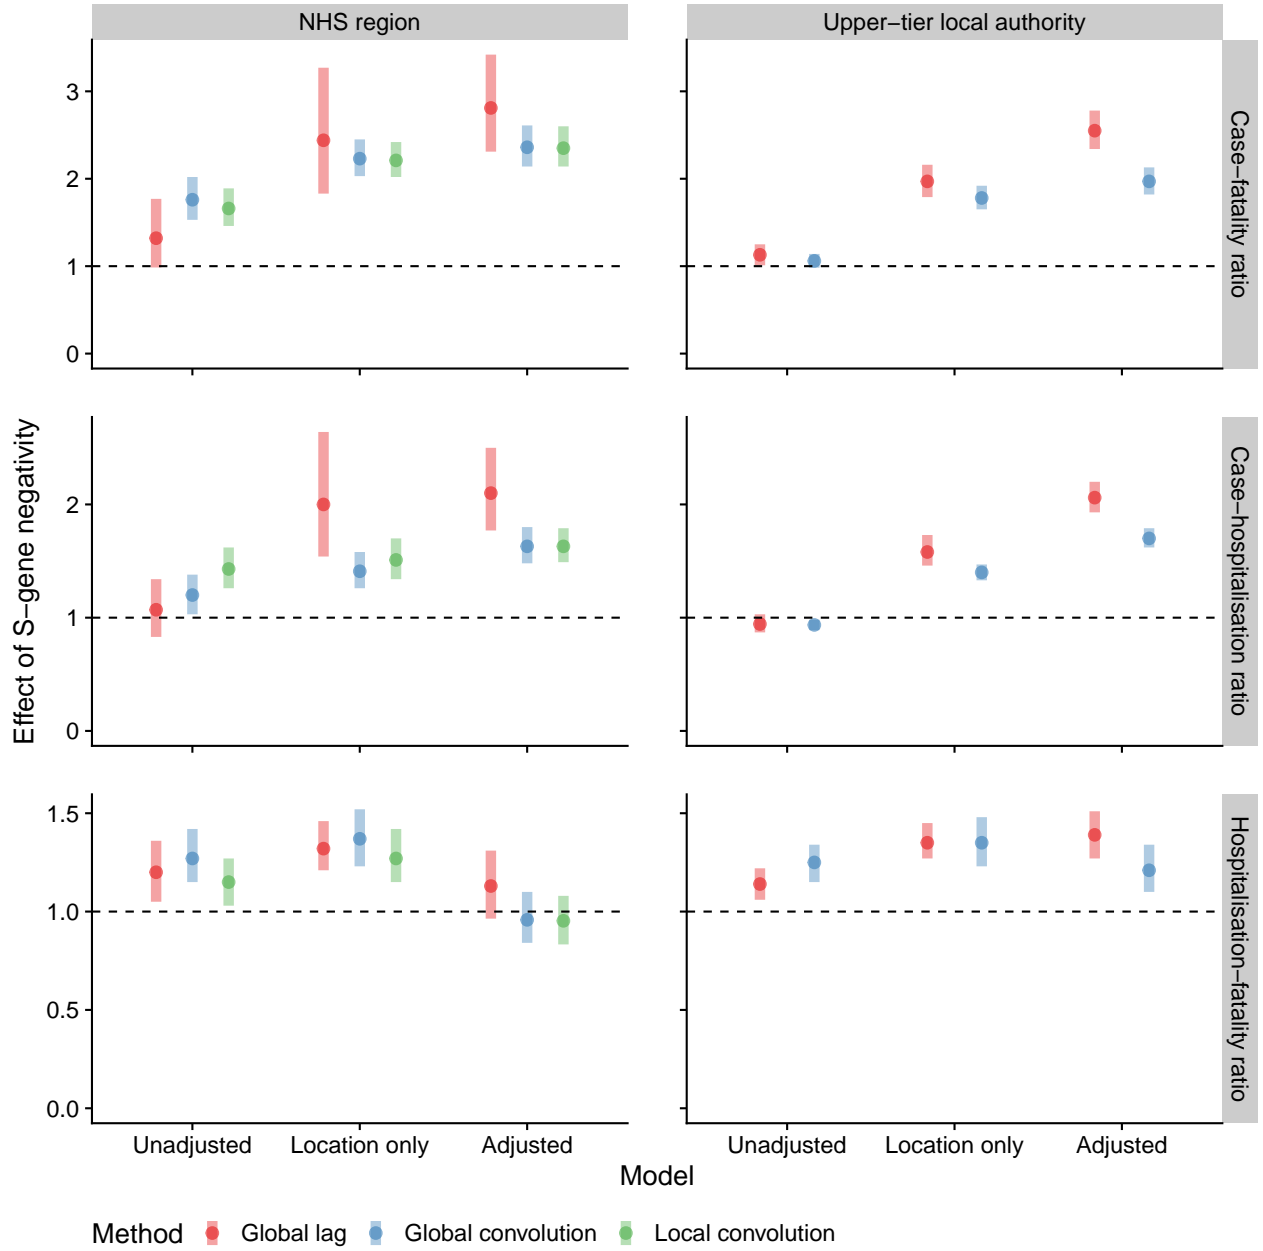 NHS region
Upper−tier local authority
3
2
1
0
Case−fatality ratio
Effect of S−gene negativity
2
1
0
Case−hospitalisation ratio
1.5
1.0
0.5
0.0
Hospitalisation−fatality ratio
Unadjusted Location only Adjusted
Unadjusted Location only Adjusted
Model
Method Global lag Global convolution Local convolution